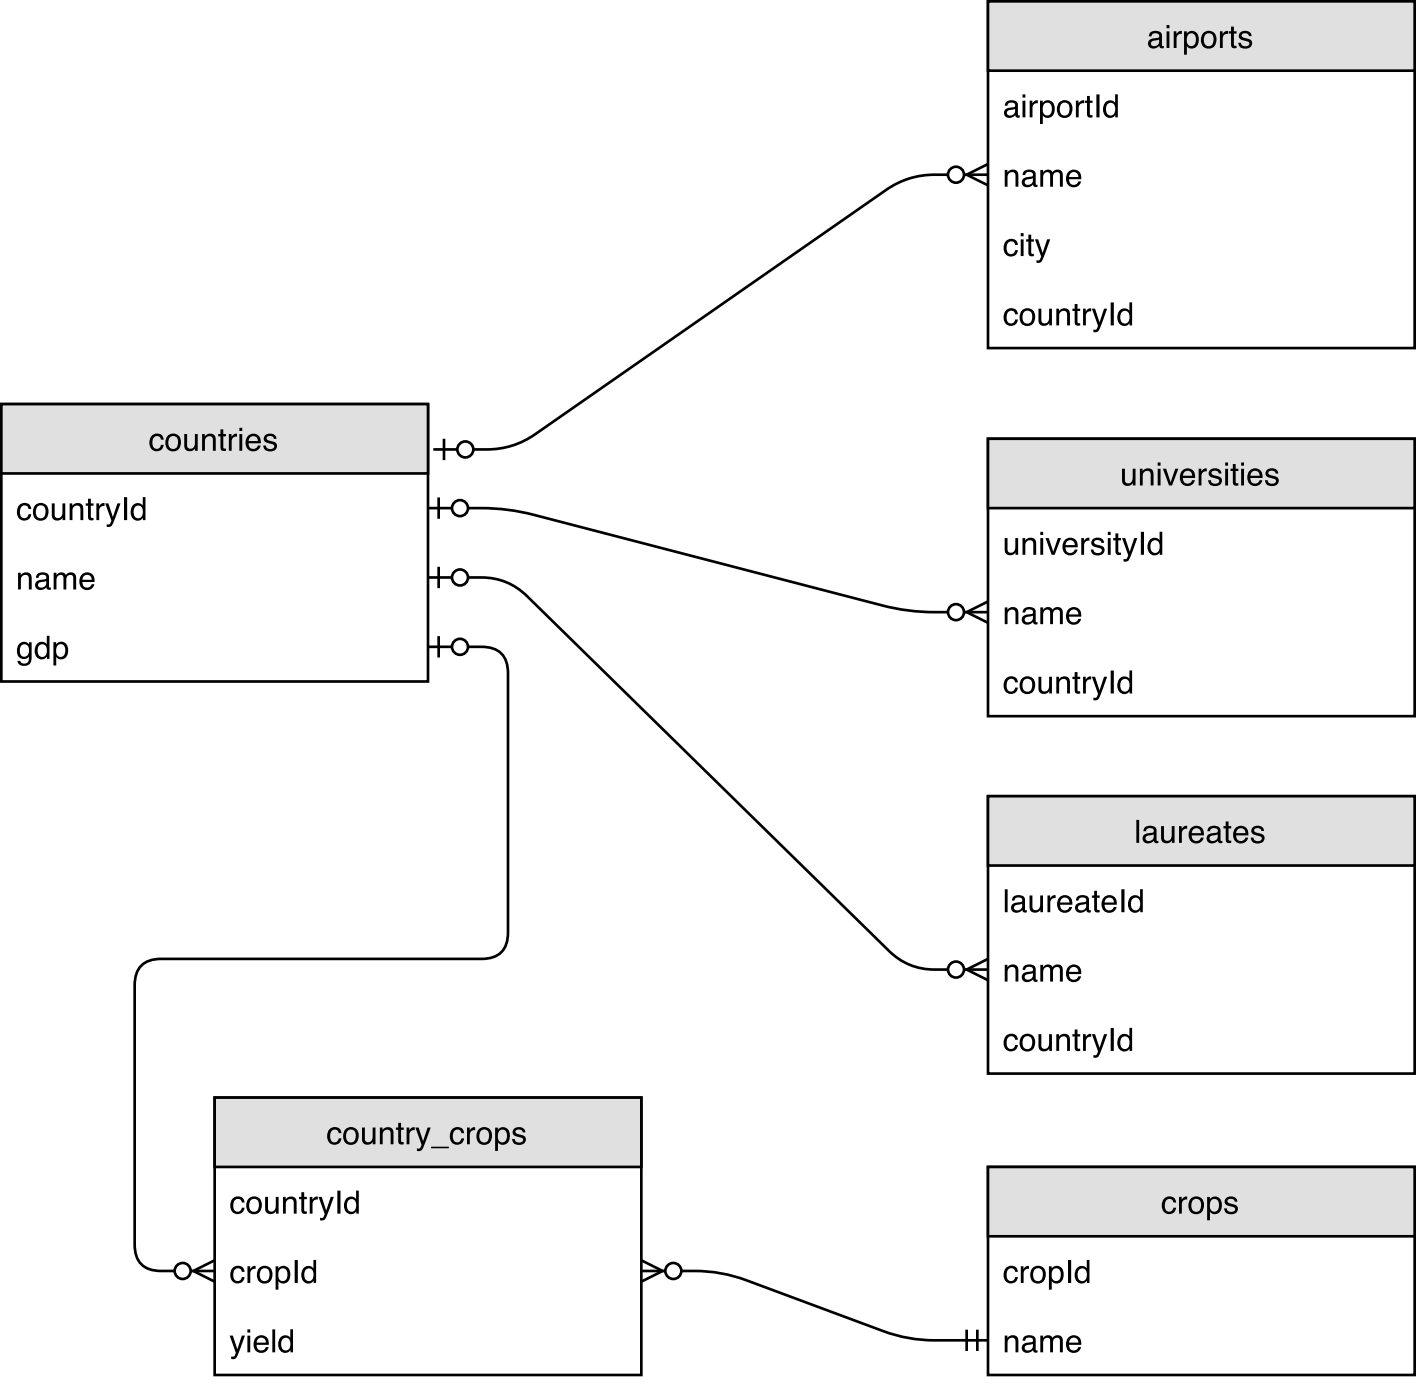 airports
airportId
name
city
countryId
countries
countryId
name
gdp
universities
universityId
name
countryId
laureates
laureateId
name
countryId
country_crops
countryId
cropId
yield
crops
cropId
name